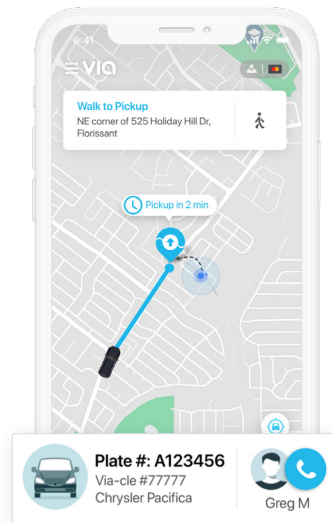 9:41
VIA
Walk to Pickup
NE corner of 525 Holiday Hill Dr,
Florissant
Pickup in 2 min
Plate #: A123456
Via-cle #77777
Chrysler Pacifica
Greg M